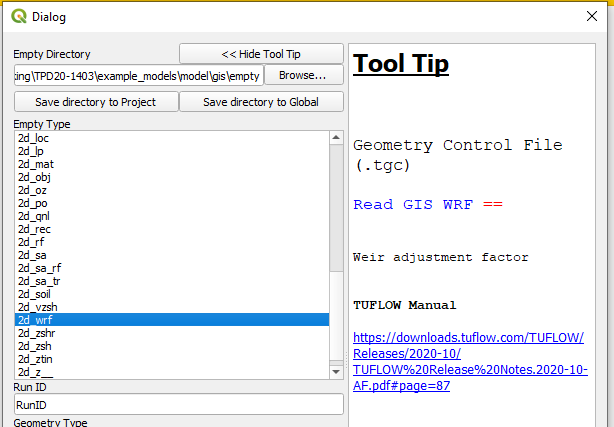 Dialog
Empty Directory
<< Hide Tool Tip
:ing\TPD20-1403\example_models\model\gis\empty
Browse...
Save directory to Project
Save directory to Global
Empty Type
2d_loc
2d_lp
2d_mat
2d_obj
2d_oz
2d_po
2d_qnl
2d_rec
2d_rf
2d_sa
2d_sa_rf
2d_sa_tr
2d_soil
2d_vzsh
2d_wrf
2d_zshr
2d_zsh
2d_ztin
2d_z__
Run ID
RunID
Geometry Type
Tool Tip
Geometry Control File
(.tgc)
Read GIS WRF ==
Weir adjustment factor
TUFLOW Manual
https://downloads.tuflow.com/TUFLOW/
Releases/2020-10/
TUFLOW%20Release%20Notes.2020-10-
AF.pdf#page=87